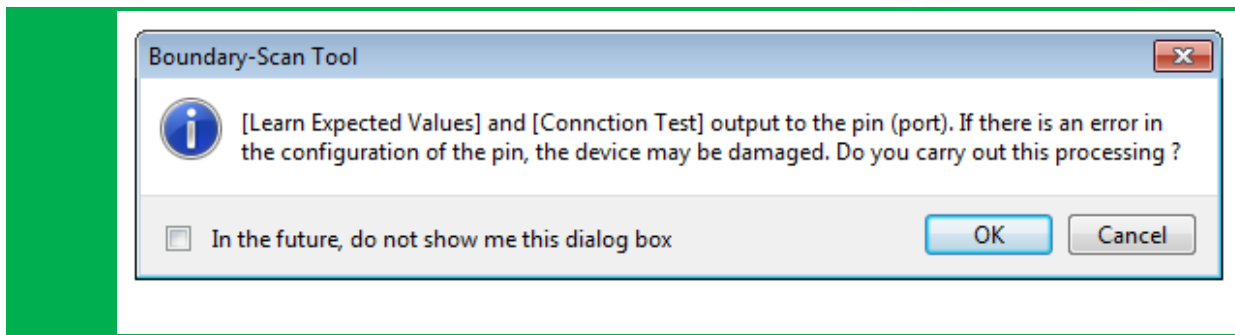 Boundary-Scan Tool
[Learn Expected Values] and [Connction Test] output to the pin (port). If there is an error in
the configuration of the pin, the device may be damaged. Do you carry out this processing ?
In the future, do not show me this dialog box
OK
Cancel